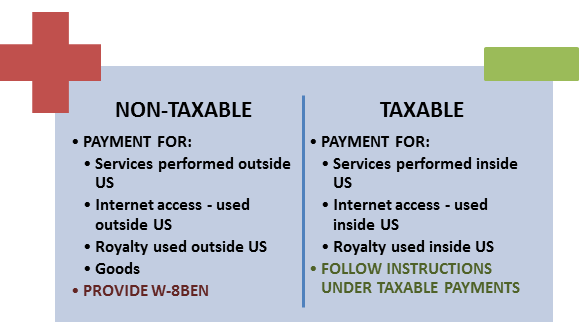 NON-TAXABLE
• PAYMENT FOR:
• Services performed outside
US
• Internet access - used
outside US
• Royalty used outside US
• Goods
• PROVIDE W-8BEN
TAXABLE
• PAYMENT FOR:
• Services performed inside
US
• Internet access - used
inside US
• Royalty used inside US
• FOLLOW INSTRUCTIONS
UNDER TAXABLE PAYMENTS